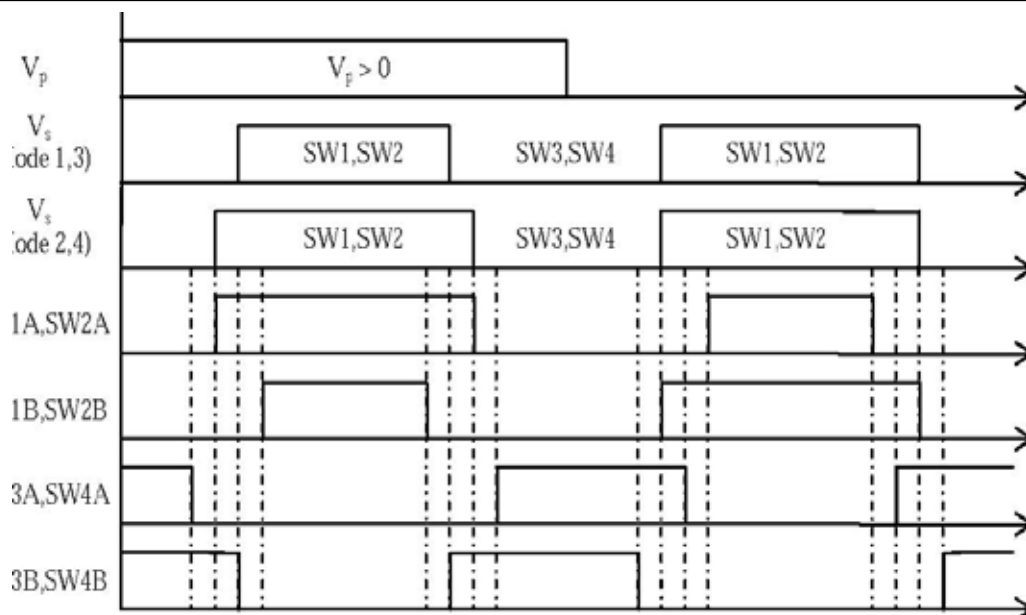 Vp
Vp > 0
Vs
ode 1,3)
SW1,SW2
SW3,SW4
SW1,SW2
Vs
ode 2,4)
SW1,SW2
SW3,SW4
SW1,SW2
1A,SW2A
1B,SW2B
3A,SW4A
3B,SW4B